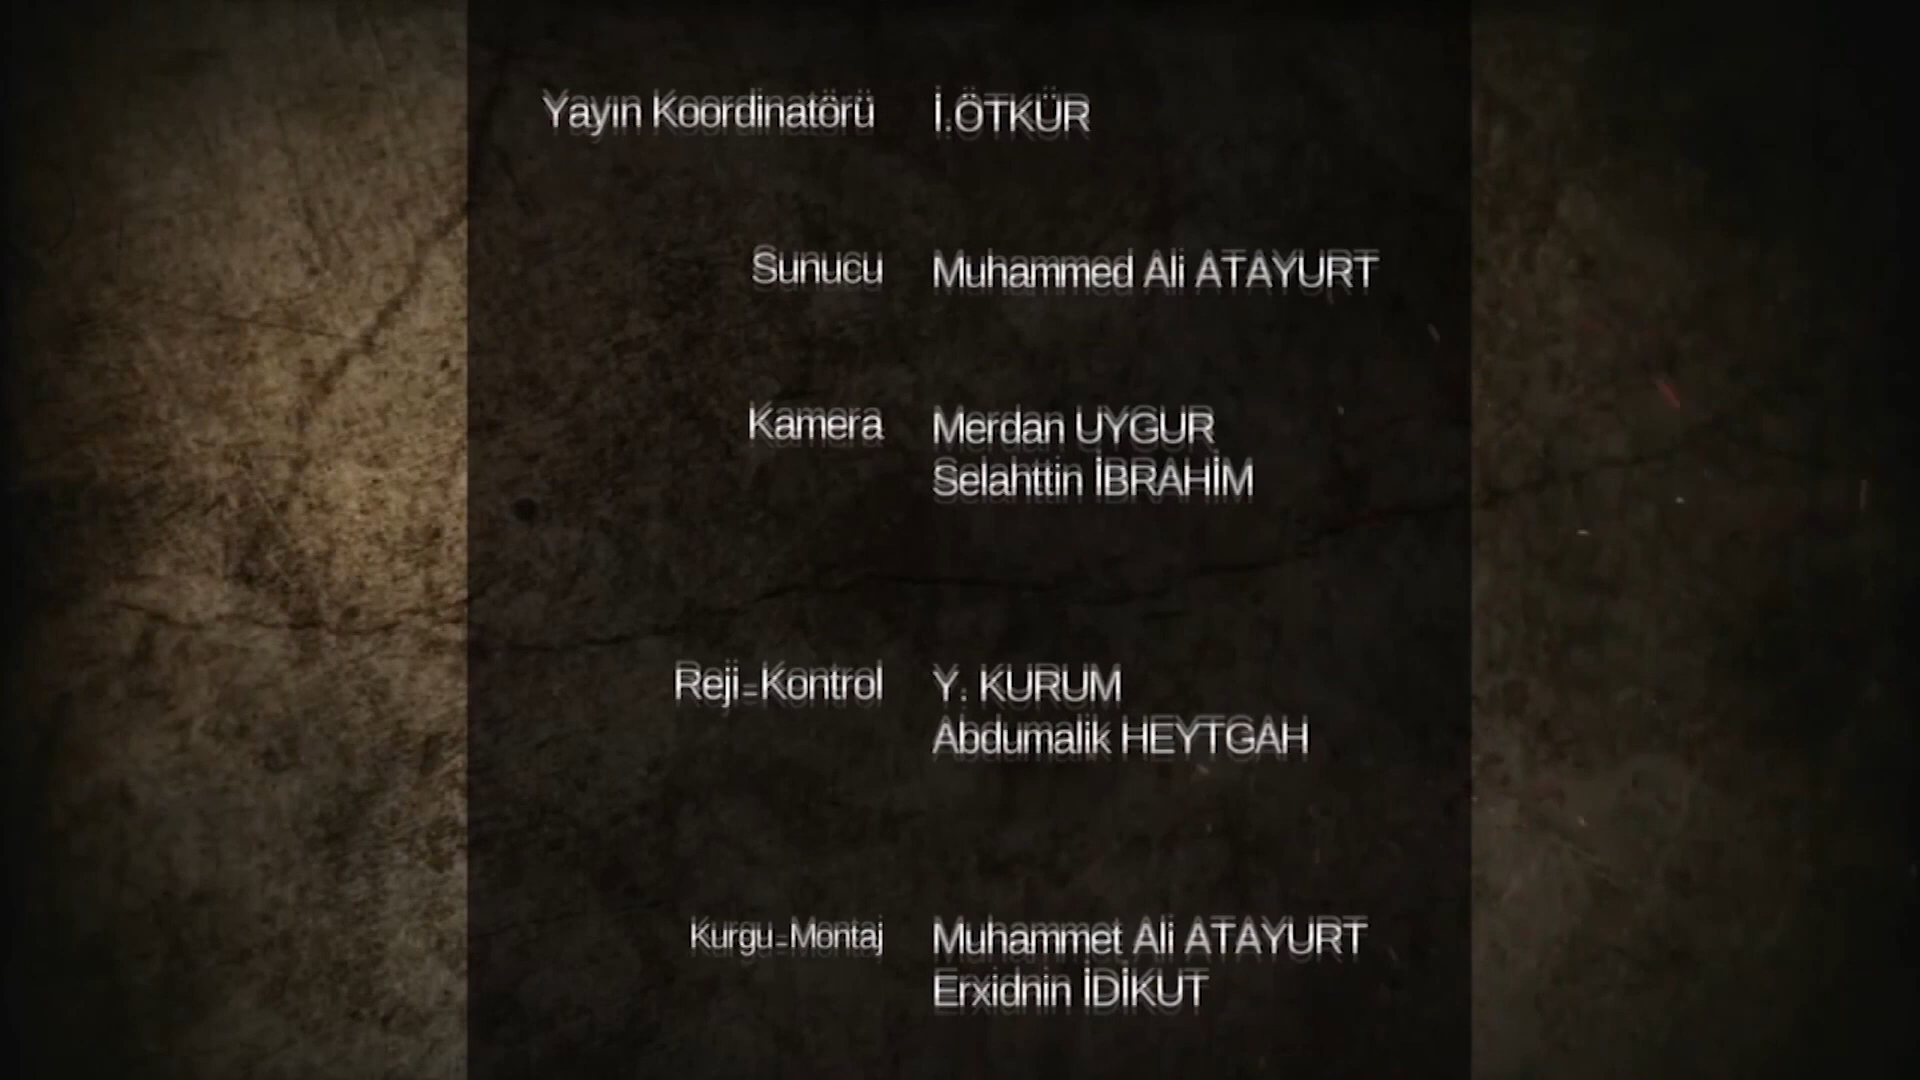 Yayın Koordinatörü İ.ÖTKÜR
Sunucu Muhammed Ali ATAYURT
Kamera Merdan UYGUR
Selahttin İBRAHİM
Reji-Kontrol Y. KURUM
Abdumalik HEYTGAH
Kurgu-Montaj Muhammet Ali ATAYURT
Erxidnin İDİKUT